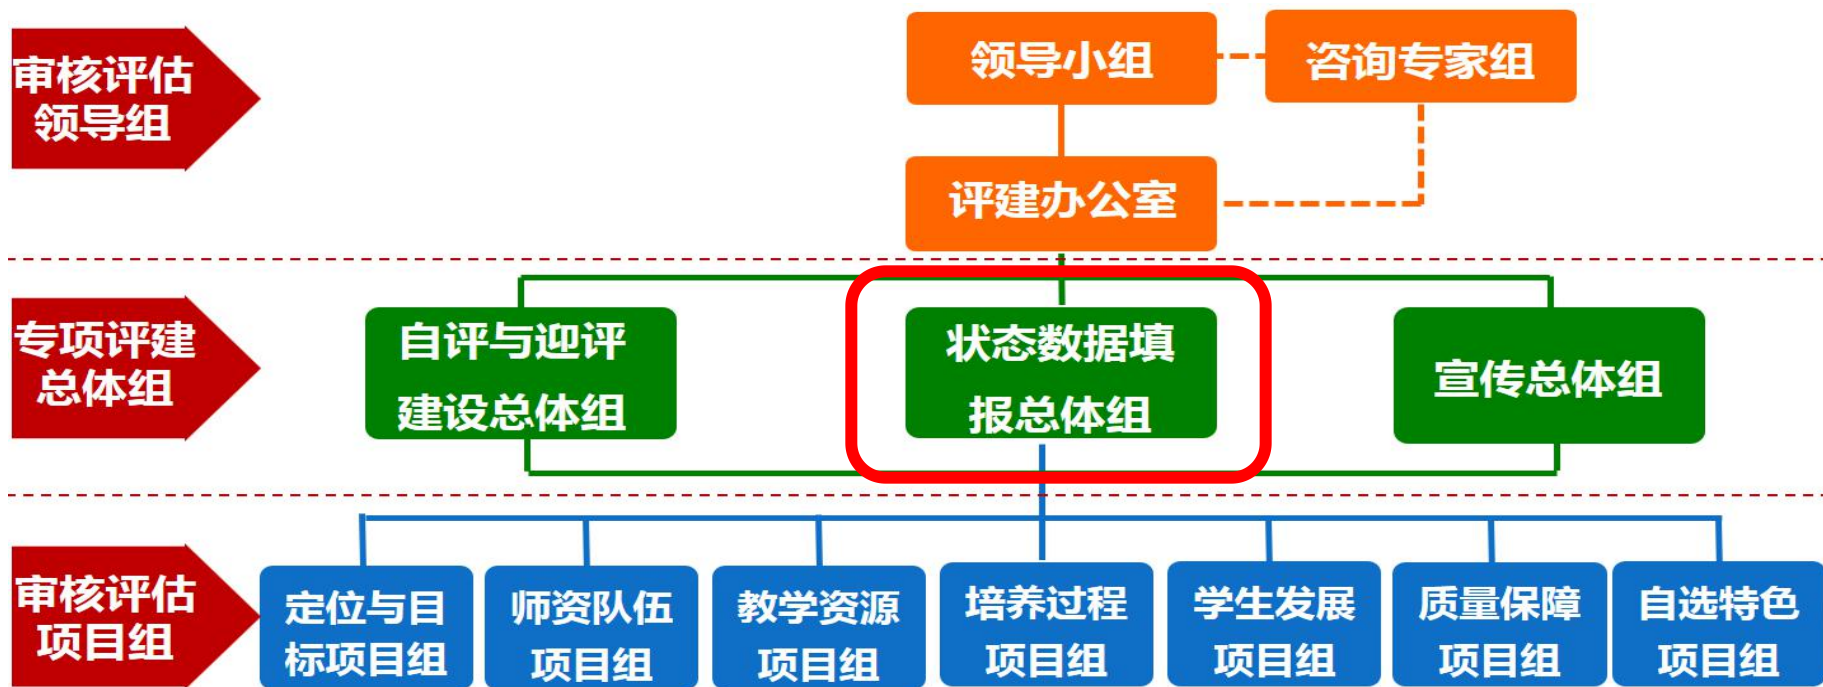 审核评估
领导组
领导小组
咨询专家组
评建办公室
专项评建
总体组
自评与迎评
建设总体组
状态数据填
报总体组
宣传总体组
审核评估
项目组
定位与目
标项目组
师资队伍
项目组
教学资源
项目组
培养过程
项目组
学生发展
项目组
质量保障
项目组
自选特色
项目组